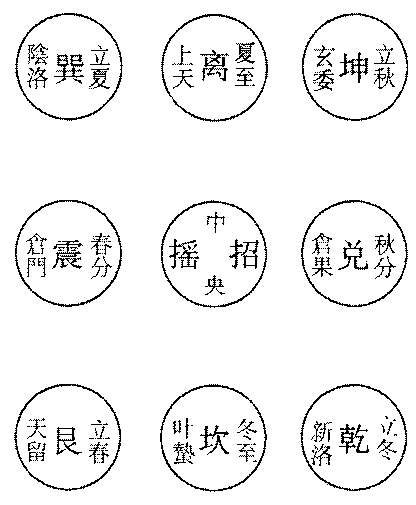 立夏
巽
陰洛
夏至
离
上天
立秋
坤
玄委
春分
震
倉門
中央
招摇
秋分
兑
倉果
立春
艮
天留
冬至
坎
叶蟄
立冬
乾
新洛